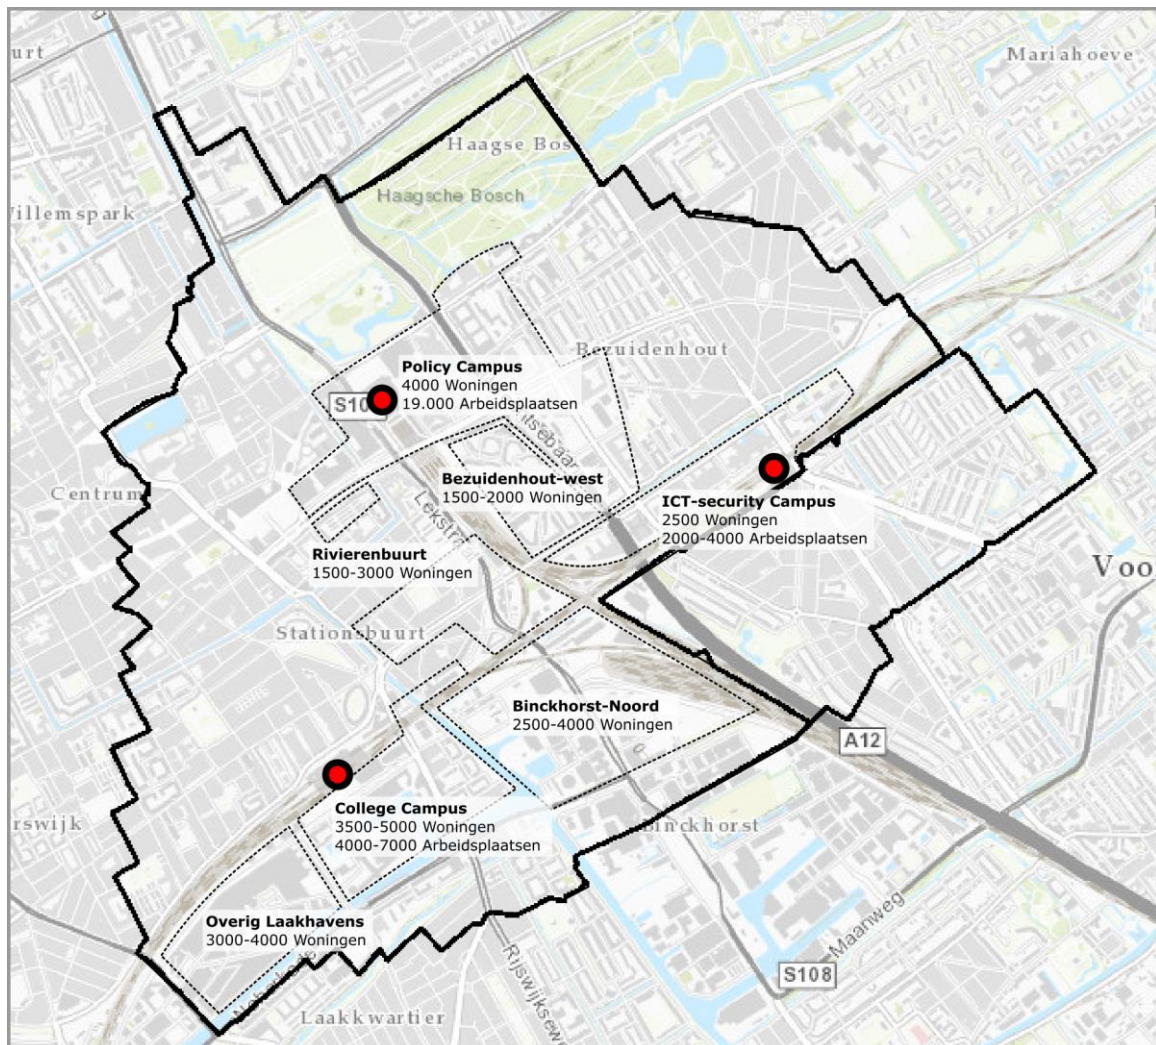 Mariahoeve
Haagse Bos
Haagsche Bosch
Willemspark
Bezuidenhout
Policy Campus
4000 Woningen
19.000 Arbeidsplaatsen
Bezuidenhout-west
1500-2000 Woningen
Centrum
ICT-security Campus
2500 Woningen
2000-4000 Arbeidsplaatsen
Rivierenbuurt
1500-3000 Woningen
Voo
Stationsbuurt
Binckhorst-Noord
2500-4000 Woningen
A12
College Campus
3500-5000 Woningen
4000-7000 Arbeidsplaatsen
Binckhorst
erswijk
Overig Laakhavens
3000-4000 Woningen
Maanweg
S108
Laakkwartier